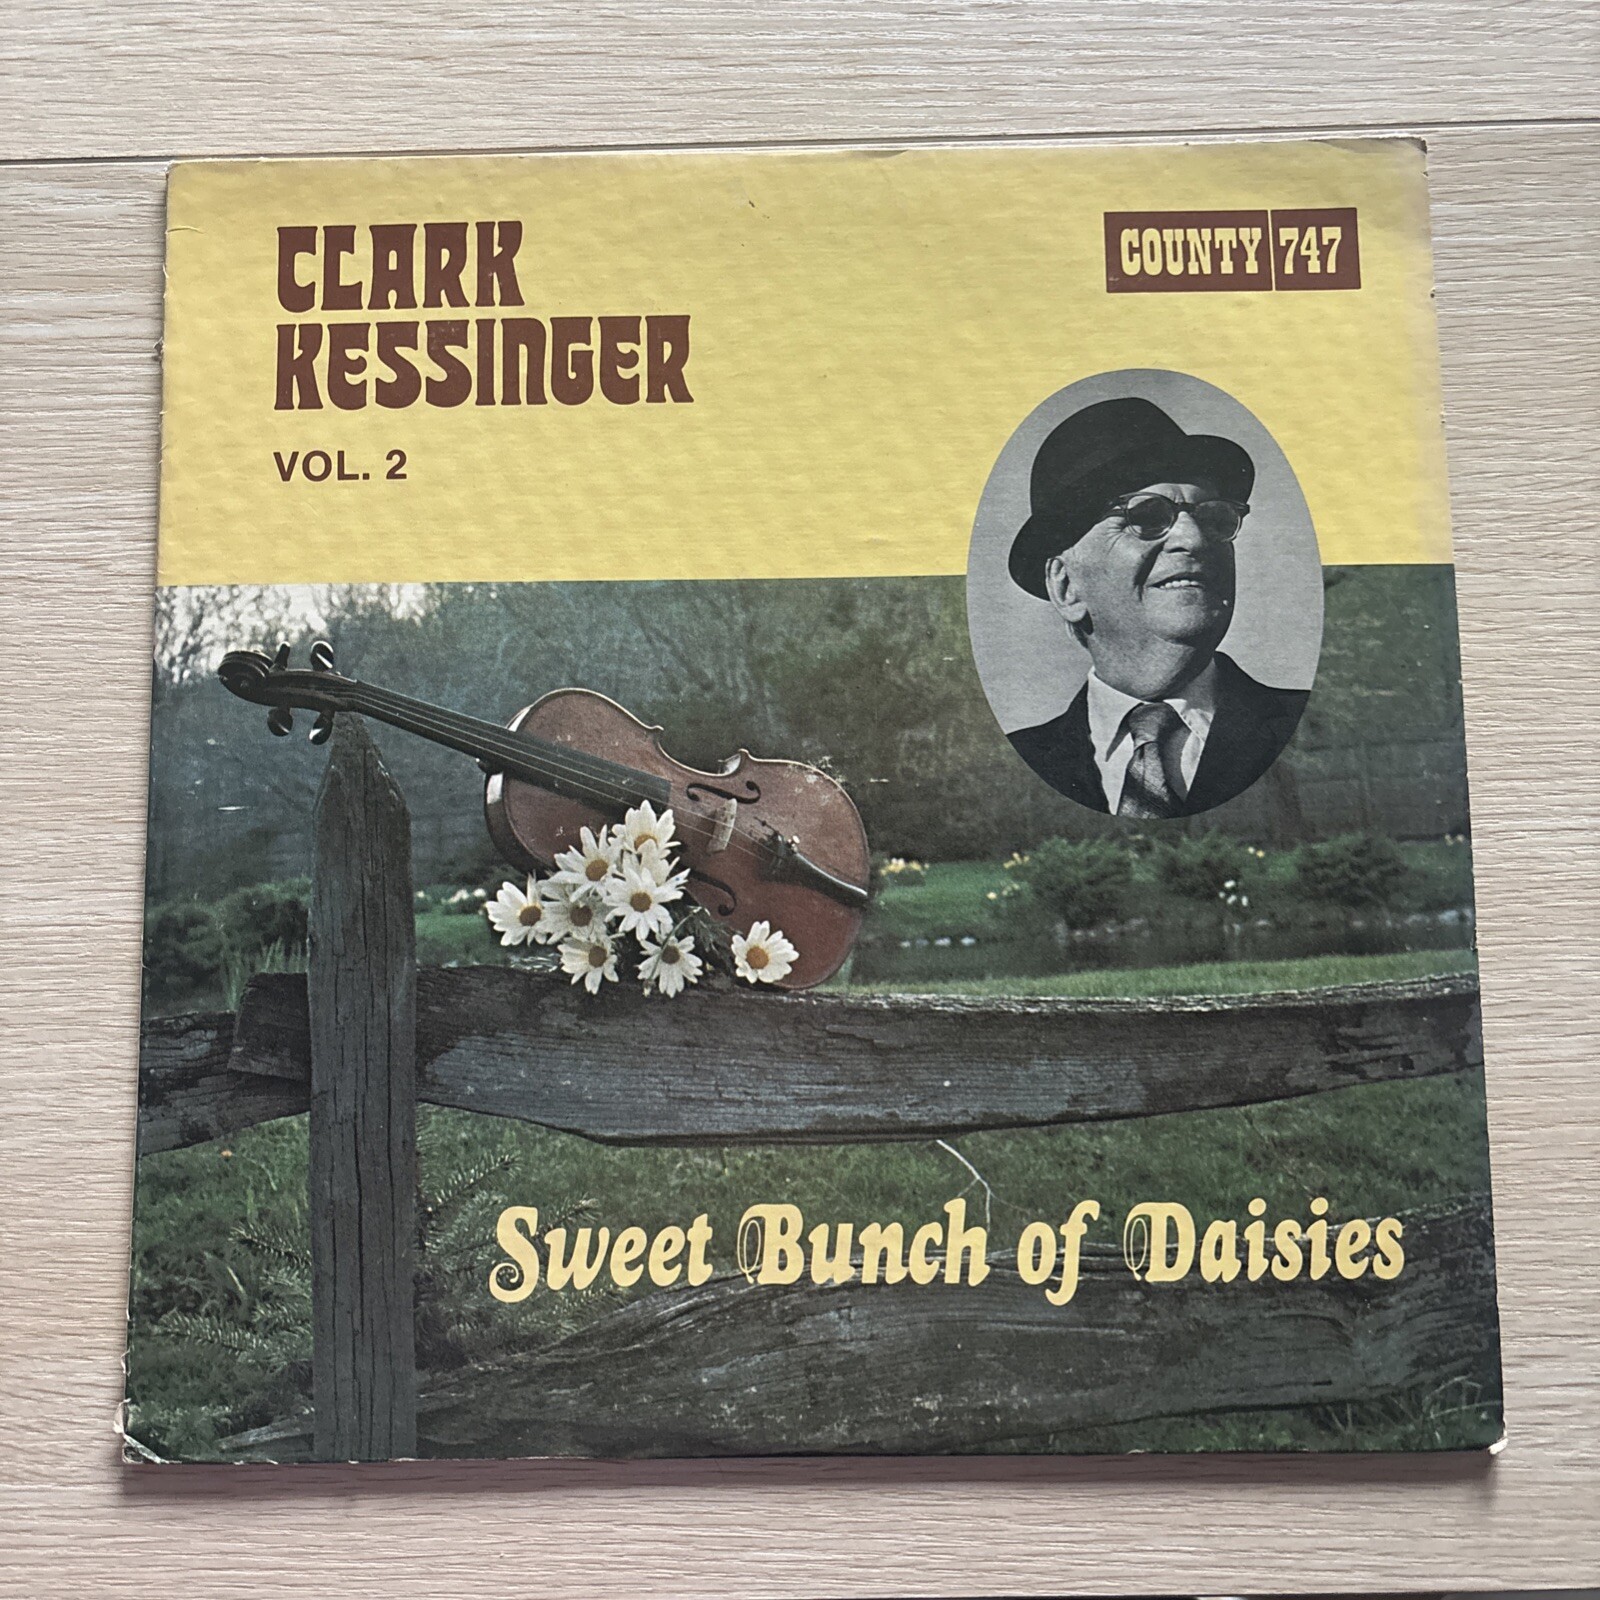 CLARK
KESSINGER
VOL. 2
COUNTY 747
Sweet Bunch of Daisies